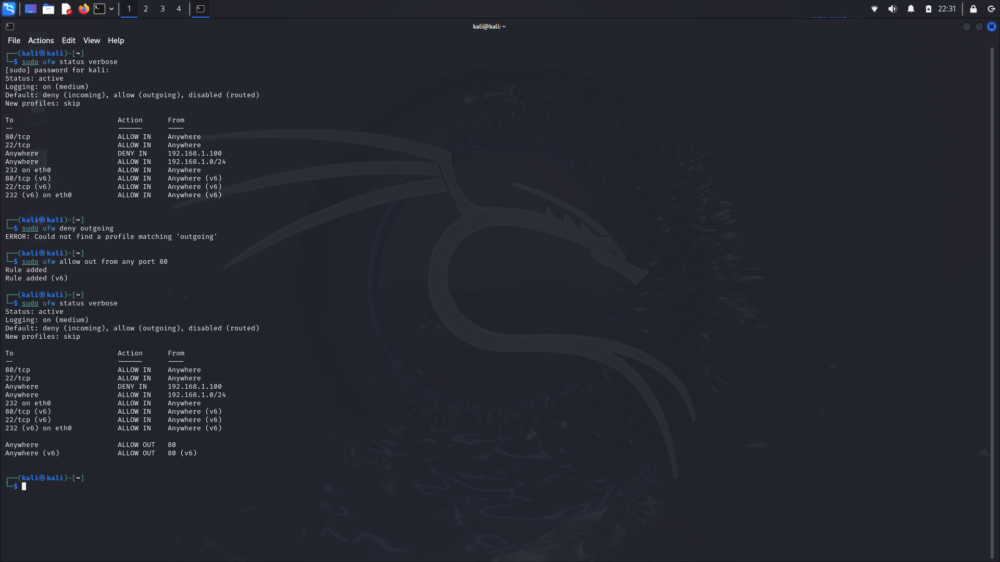 1 2 3 4
22:31
kali@kali: ~
File Actions Edit View Help
┌──(kali㉿kali)-[~]
└─$ sudo ufw status verbose
[sudo] password for kali:
Status: active
Logging: on (medium)
Default: deny (incoming), allow (outgoing), disabled (routed)
New profiles: skip
To Action From
-- ------ ----
80/tcp ALLOW IN Anywhere
22/tcp ALLOW IN Anywhere
Anywhere DENY IN 192.168.1.100
Anywhere ALLOW IN 192.168.1.0/24
232 on eth0 ALLOW IN Anywhere
80/tcp (v6) ALLOW IN Anywhere (v6)
22/tcp (v6) ALLOW IN Anywhere (v6)
232 (v6) on eth0 ALLOW IN Anywhere (v6)
┌──(kali㉿kali)-[~]
└─$ sudo ufw deny outgoing
ERROR: Could not find a profile matching 'outgoing'
┌──(kali㉿kali)-[~]
└─$ sudo ufw allow out from any port 80
Rule added
Rule added (v6)
┌──(kali㉿kali)-[~]
└─$ sudo ufw status verbose
Status: active
Logging: on (medium)
Default: deny (incoming), allow (outgoing), disabled (routed)
New profiles: skip
To Action From
-- ------ ----
80/tcp ALLOW IN Anywhere
22/tcp ALLOW IN Anywhere
Anywhere DENY IN 192.168.1.100
Anywhere ALLOW IN 192.168.1.0/24
232 on eth0 ALLOW IN Anywhere
80/tcp (v6) ALLOW IN Anywhere (v6)
22/tcp (v6) ALLOW IN Anywhere (v6)
232 (v6) on eth0 ALLOW IN Anywhere (v6)
Anywhere ALLOW OUT 80
Anywhere (v6) ALLOW OUT 80 (v6)
┌──(kali㉿kali)-[~]
└─$
Trash
Home